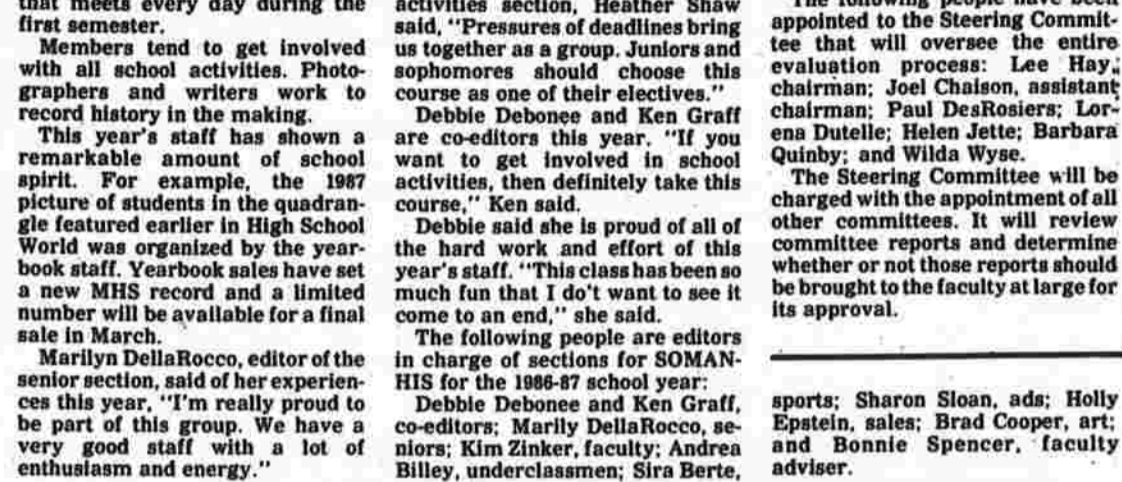 that meets every day during the
first semester.
Members tend to get involved
with all school activities. Photo-
graphers and writers work to
record history in the making.
This year's staff has shown a
remarkable amount of school
spirit. For example, the 1987
picture of students in the quadran-
gle featured earlier in High School
World was organized by the year-
book staff. Yearbook sales have set
a new MHS record and a limited
number will be available for a final
sale in March.
Marilyn DellaRocco, editor of the
senior section, said of her experien-
ces this year, "I'm really proud to
be part of this group. We have a
very good staff with a lot of
enthusiasm and energy."
activities section, Heather Shaw
said, "Pressures of deadlines bring
us together as a group. Juniors and
sophomores should choose this
course as one of their electives."
Debbie Debonee and Ken Graff
are co-editors this year. "If you
want to get involved in school
activities, then definitely take this
course," Ken said.
Debbie said she is proud of all of
the hard work and effort of this
year's staff. "This class has been so
much fun that I do't want to see it
come to an end," she said.
The following people are editors
in charge of sections for SOMAN-
HIS for the 1986-87 school year:
Debbie Debonee and Ken Graff,
co-editors; Marily DellaRocco, se-
niors; Kim Zinker, faculty; Andrea
Billey, underclassmen; Sira Berte,
The following people have been
appointed to the Steering Commit-
tee that will oversee the entire
evaluation process: Lee Hay,
chairman; Joel Chaison, assistant
chairman; Paul DesRosiers; Lor-
ena Dutelle; Helen Jette; Barbara
Quinby; and Wilda Wyse.
The Steering Committee will be
charged with the appointment of all
other committees. It will review
committee reports and determine
whether or not those reports should
be brought to the faculty at large for
its approval.
sports; Sharon Sloan, ads; Holly
Epstein, sales; Brad Cooper, art;
and Bonnie Spencer, faculty
adviser.